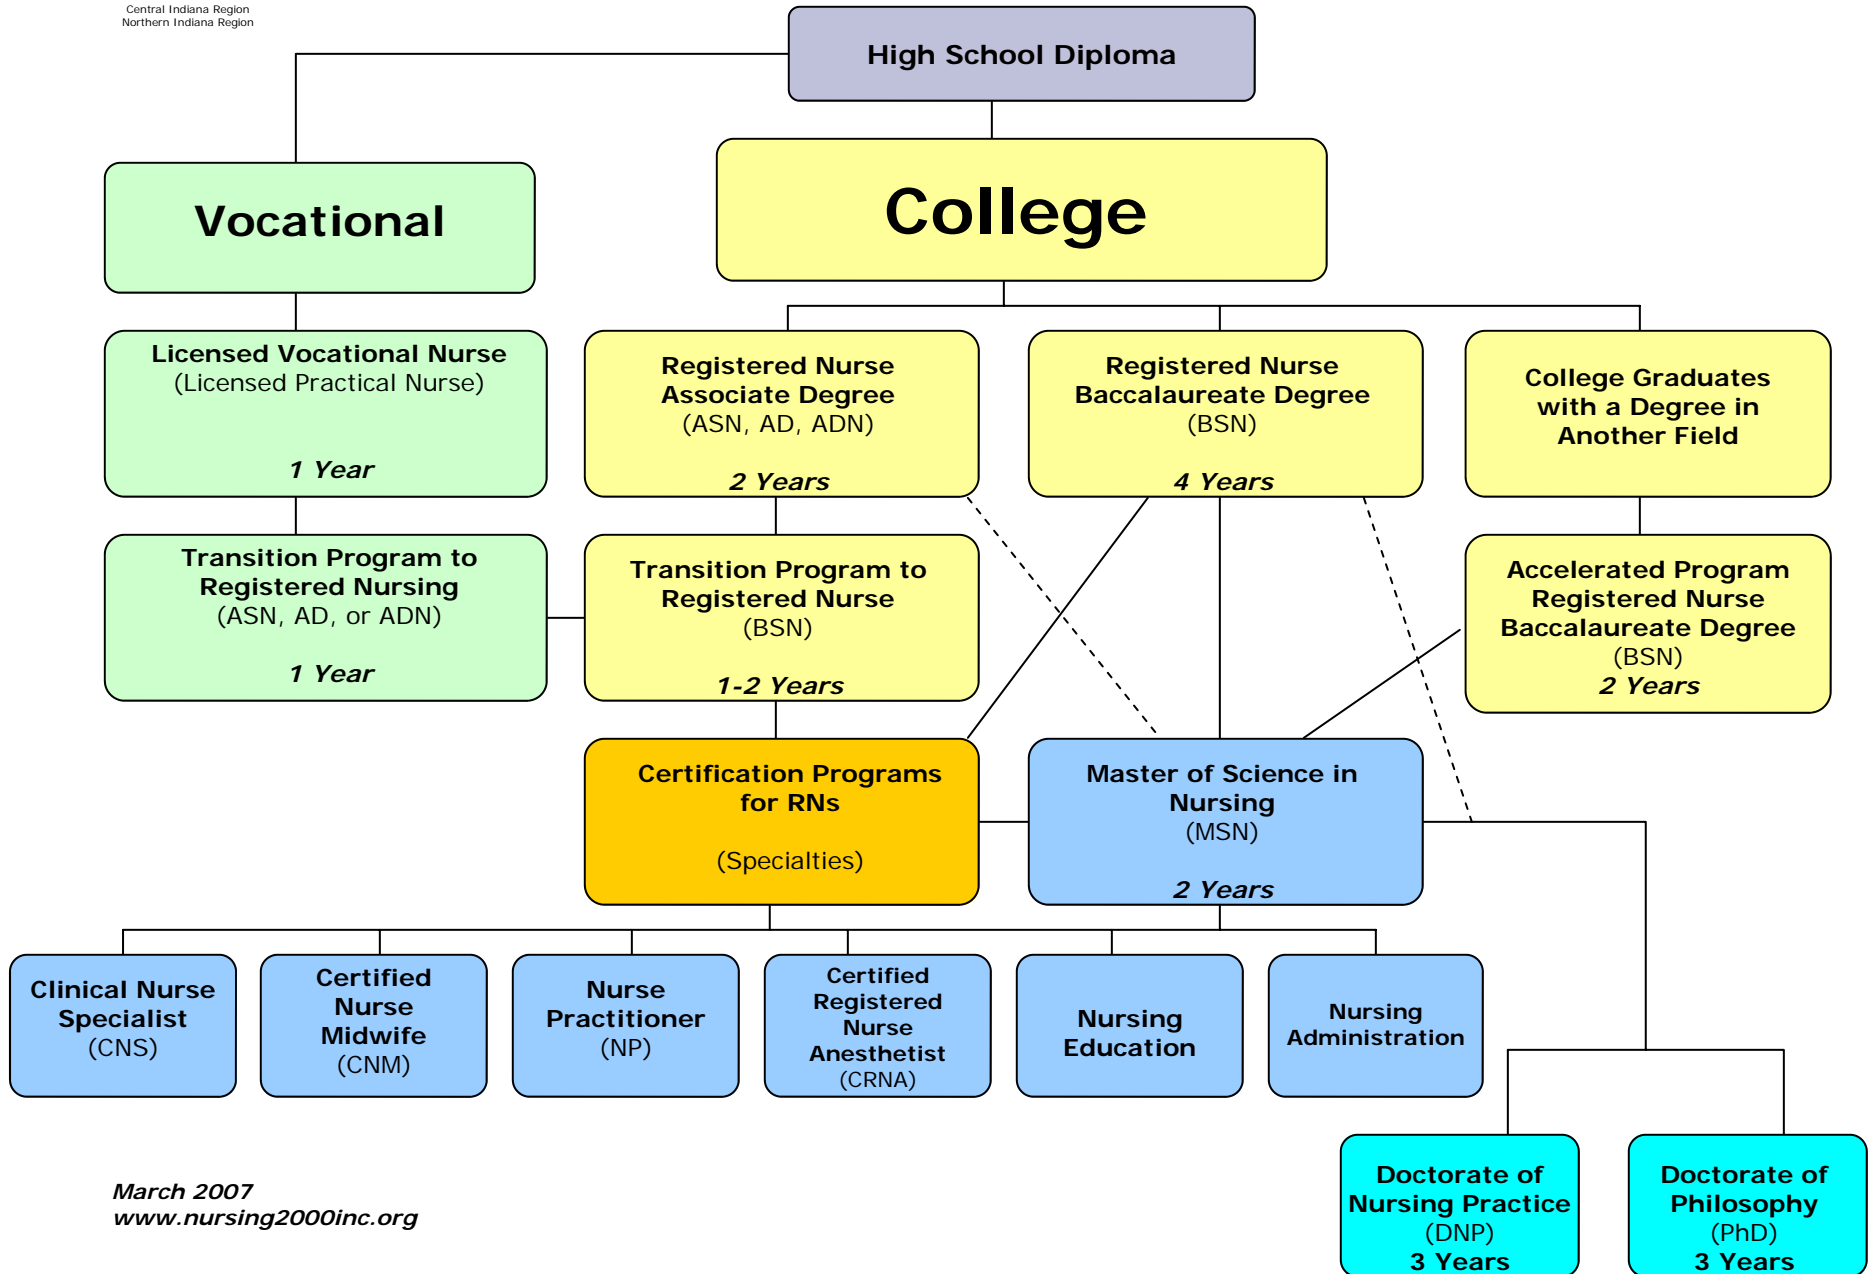 Central Indiana Region
Northern Indiana Region
High School Diploma
Vocational
College
Licensed Vocational Nurse
(Licensed Practical Nurse)
1 Year
Registered Nurse
Associate Degree
(ASN, AD, ADN)
2 Years
Registered Nurse
Baccalaureate Degree
(BSN)
4 Years
College Graduates
with a Degree in
Another Field
Transition Program to
Registered Nursing
(ASN, AD, or ADN)
1 Year
Transition Program to
Registered Nurse
(BSN)
1-2 Years
Accelerated Program
Registered Nurse
Baccalaureate Degree
(BSN)
2 Years
Certification Programs
for RNs
(Specialties)
Master of Science in
Nursing
(MSN)
2 Years
Clinical Nurse
Specialist
(CNS)
Certified
Nurse
Midwife
(CNM)
Nurse
Practitioner
(NP)
Certified
Registered
Nurse
Anesthetist
(CRNA)
Nursing
Education
Nursing
Administration
Doctorate of
Nursing Practice
(DNP)
3 Years
Doctorate of
Philosophy
(PhD)
3 Years
March 2007
www.nursing2000inc.org